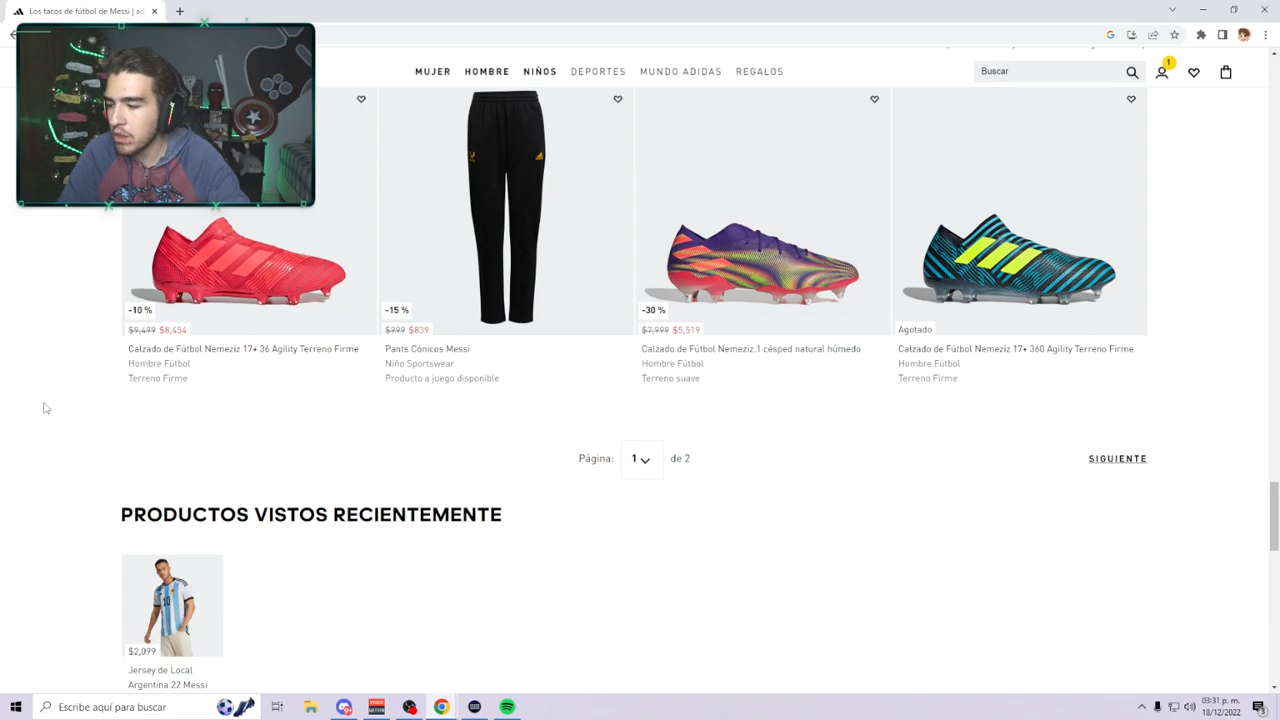 Los tacos de fútbol de Messi | ad
MUJER HOMBRE NIÑOS DEPORTES MUNDO ADIDAS REGALOS
Buscar
1
-10 %
$9,499 $8,454
Calzado de Fútbol Nemeziz 17+ 36 Agility Terreno Firme
Hombre Fútbol
Terreno Firme
-15 %
$999 $839
Pants Cónicos Messi
Niño Sportswear
Producto a juego disponible
-30 %
$7,999 $5,519
Calzado de Fútbol Nemeziz.1 césped natural húmedo
Hombre Fútbol
Terreno suave
Agotado
Calzado de Fútbol Nemeziz 17+ 360 Agility Terreno Firme
Hombre Fútbol
Terreno Firme
Página: 1 de 2
SIGUIENTE
PRODUCTOS VISTOS RECIENTEMENTE
$2,099
Jersey de Local
Argentina 22 Messi
Escribe aquí para buscar
03:31 p. m.
18/12/2022